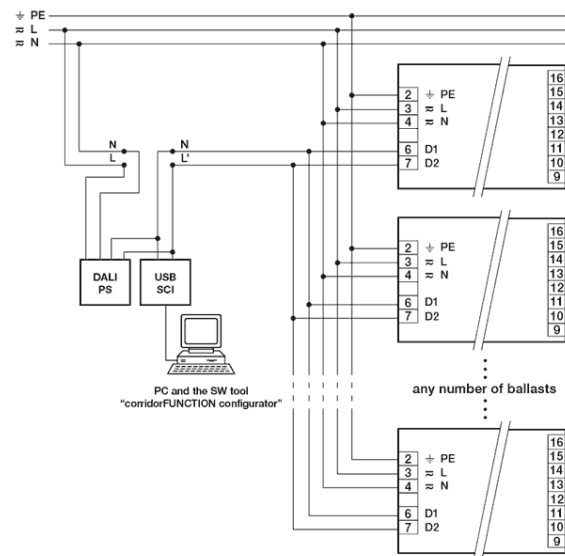 ⏚ PE
≂ L
≂ N
N
L
N
L'
DALI
PS
USB
SCI
PC and the SW tool
“corridorFUNCTION configurator”
2 ⏚ PE
3 ≂ L
4 ≂ N
6 D1
7 D2
16
15
14
13
12
11
10
9
2 ⏚ PE
3 ≂ L
4 ≂ N
6 D1
7 D2
16
15
14
13
12
11
10
9
any number of ballasts
2 ⏚ PE
3 ≂ L
4 ≂ N
6 D1
7 D2
16
15
14
13
12
11
10
9